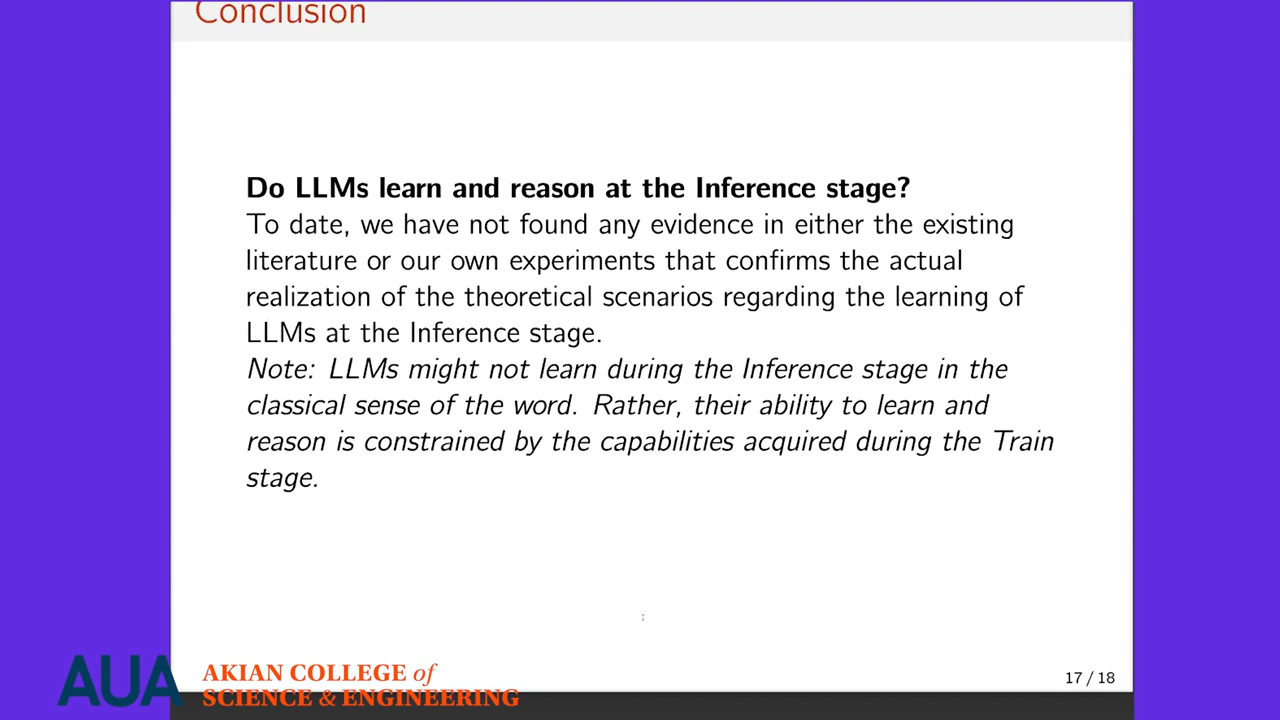 Conclusion
Do LLMs learn and reason at the Inference stage?
To date, we have not found any evidence in either the existing
literature or our own experiments that confirms the actual
realization of the theoretical scenarios regarding the learning of
LLMs at the Inference stage.
Note: LLMs might not learn during the Inference stage in the
classical sense of the word. Rather, their ability to learn and
reason is constrained by the capabilities acquired during the Train
stage.
AUA
AKIAN COLLEGE of
SCIENCE & ENGINEERING
17 / 18